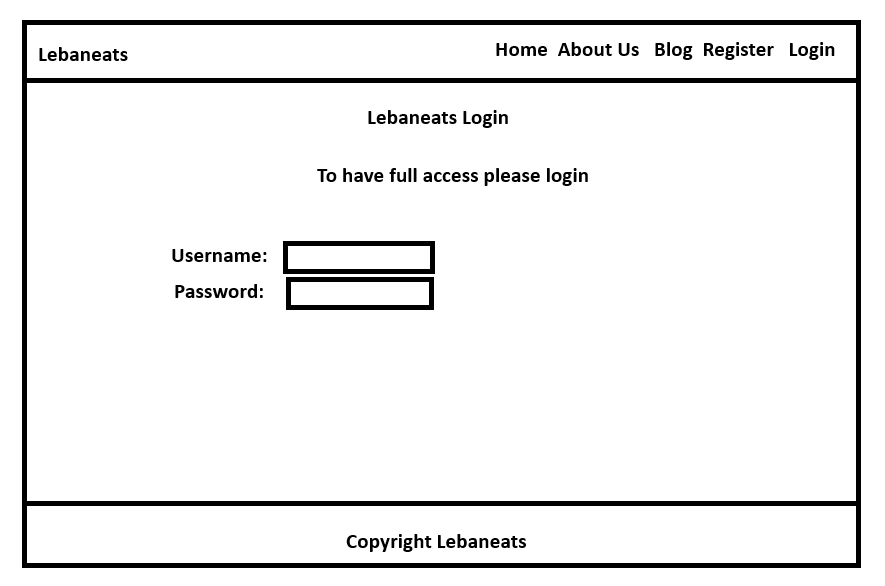 Lebaneats
Home About Us Blog Register Login
Lebaneats Login
To have full access please login
Username:
Password:
Copyright Lebaneats